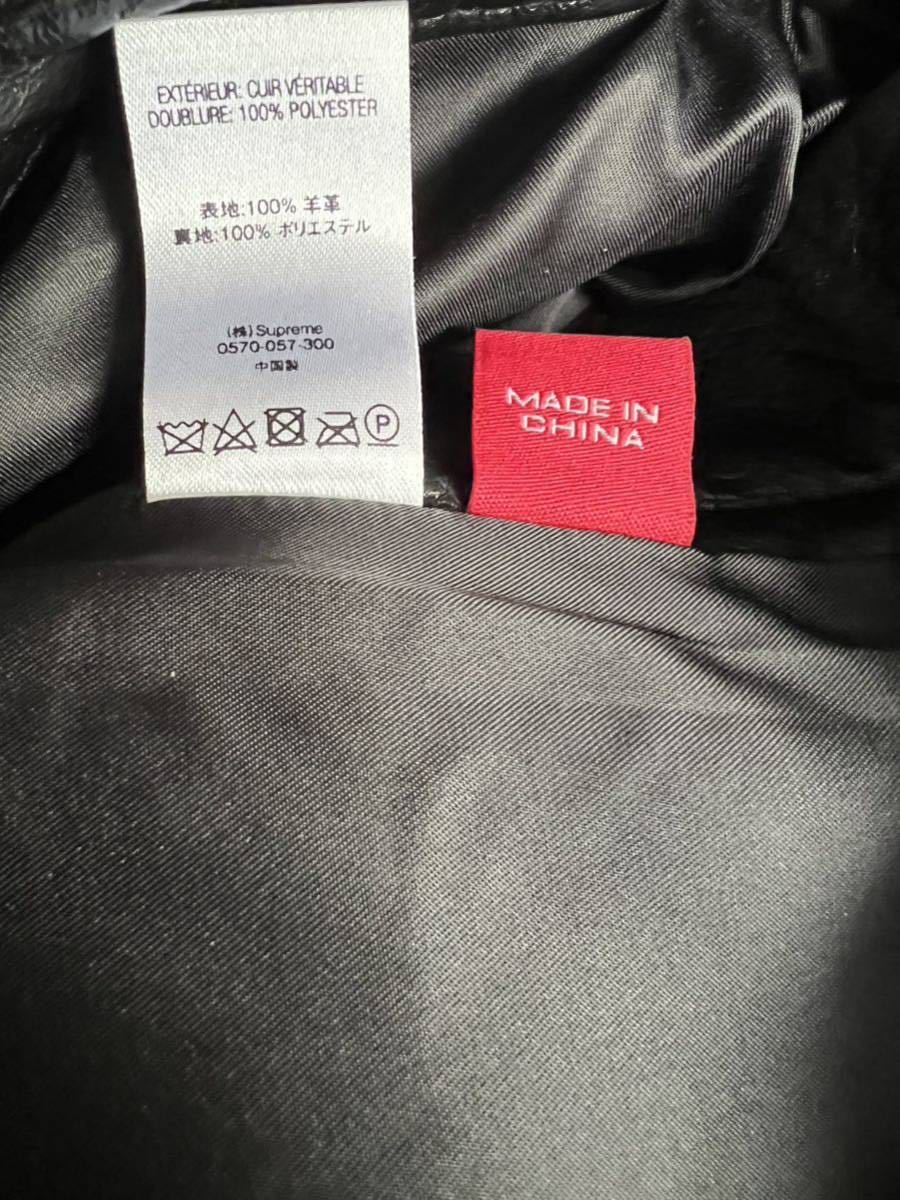 EXTÉRIEUR: CUIR VÉRITABLE
DOUBLURE: 100% POLYESTER
表地:100% 羊革
裏地:100% ポリエステル
(株) Supreme
0570-057-300
中国製
P
MADE IN
CHINA